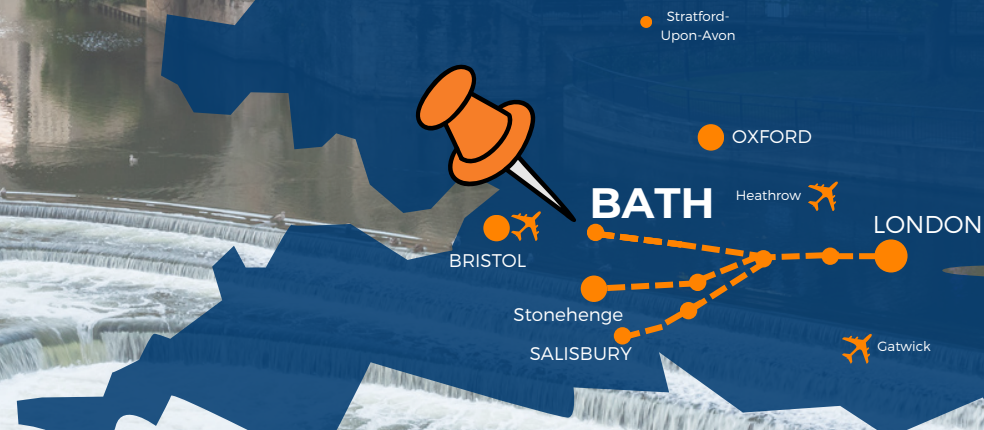 Stratford-
Upon-Avon
OXFORD
Heathrow
BATH
LONDON
BRISTOL
Stonehenge
SALISBURY
Gatwick